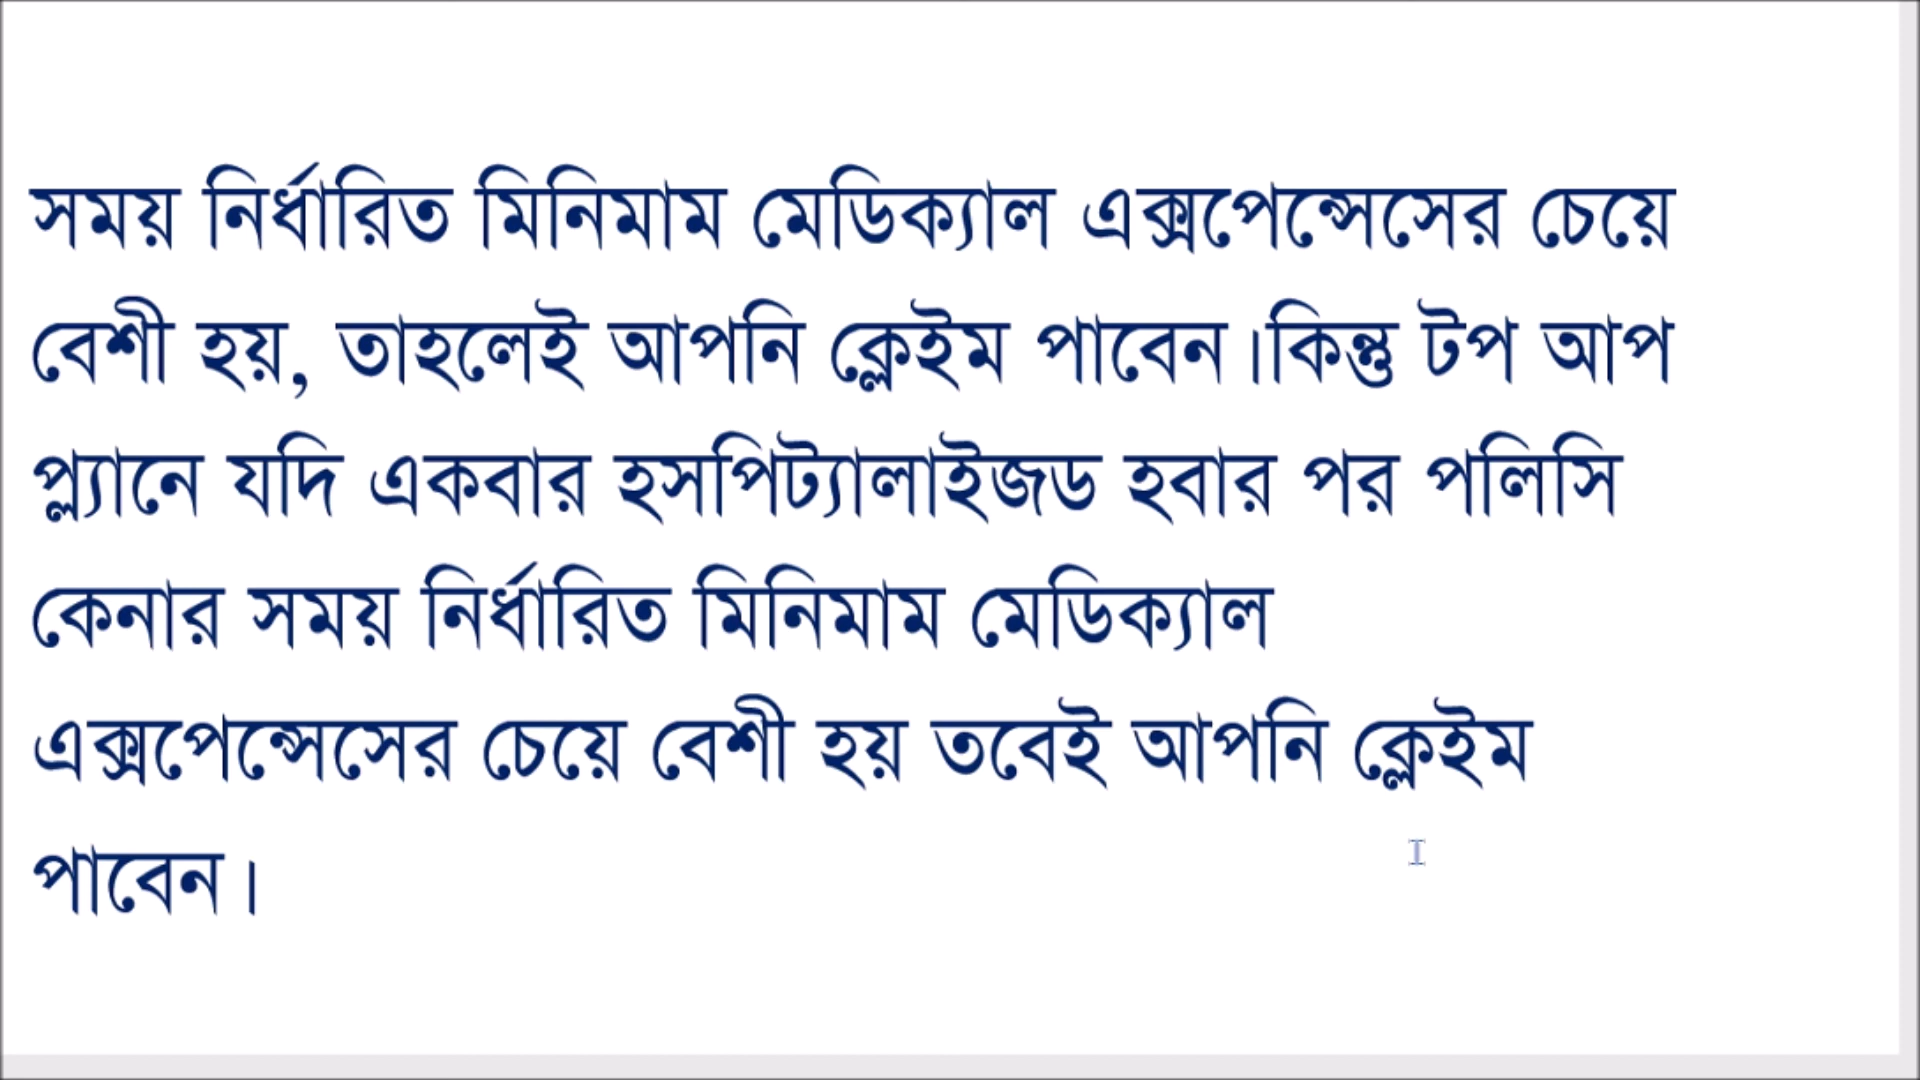 সময় নির্ধারিত মিনিমাম মেডিক্যাল এক্সপেন্সেসের চেয়ে
বেশী হয়, তাহলেই আপনি ক্লেইম পাবেন।কিন্তু টপ আপ
প্ল্যানে যদি একবার হসপিট্যালাইজড হবার পর পলিসি
কেনার সময় নির্ধারিত মিনিমাম মেডিক্যাল
এক্সপেন্সেসের চেয়ে বেশী হয় তবেই আপনি ক্লেইম
পাবেন।